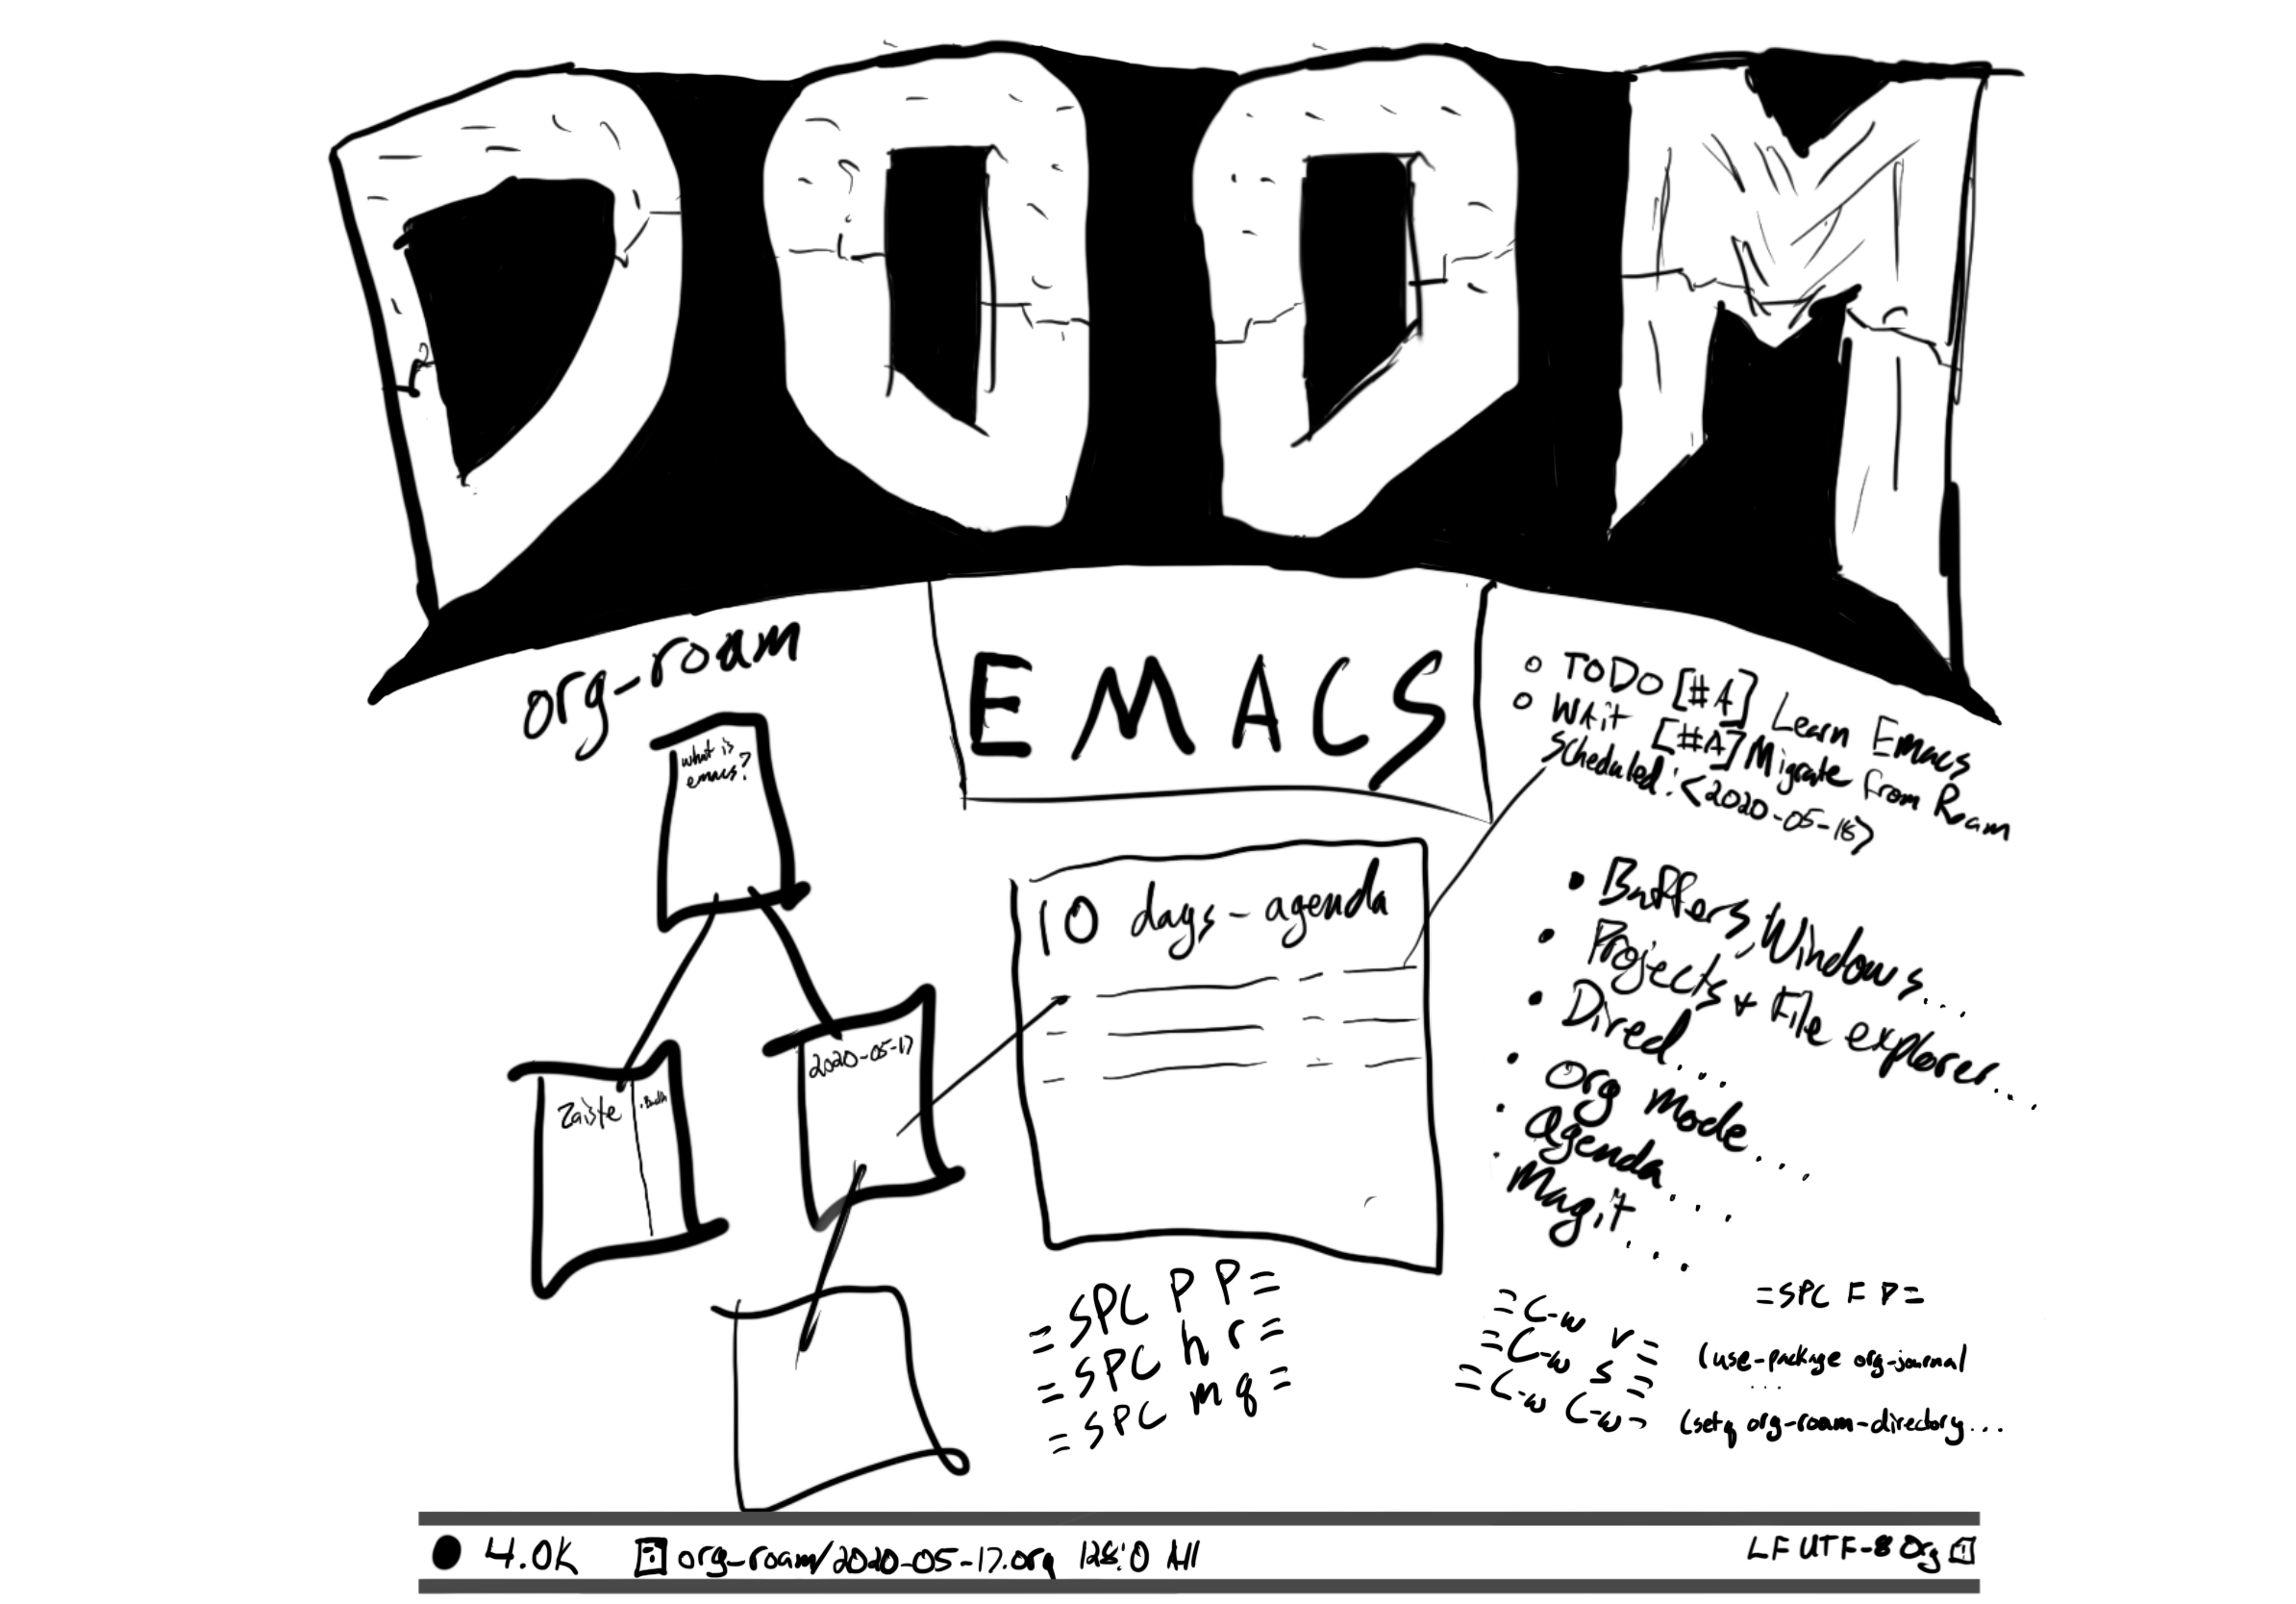 DOOM
EMACS
org-roam
what is
emacs?
Zaiste
2020-05-17
10 days-agenda
TODO [#A] Learn Emacs
Wait [#A] Migrate from Roam
Scheduled: <2020-05-18>
• Buffers, Windows...
• Projects + File explorer...
• Dired...
• Org mode...
• agenda...
• Magit...
=SPC P P=
=SPC h r=
=SPC m q=
=C-w v=
=C-w s=
=C-w C-w=
=SPC F P=
(use-package org-journal
...
(setq org-roam-directory...
4.0K org-roam/2020-05-17.org 128:0 All
LF UTF-8 Org